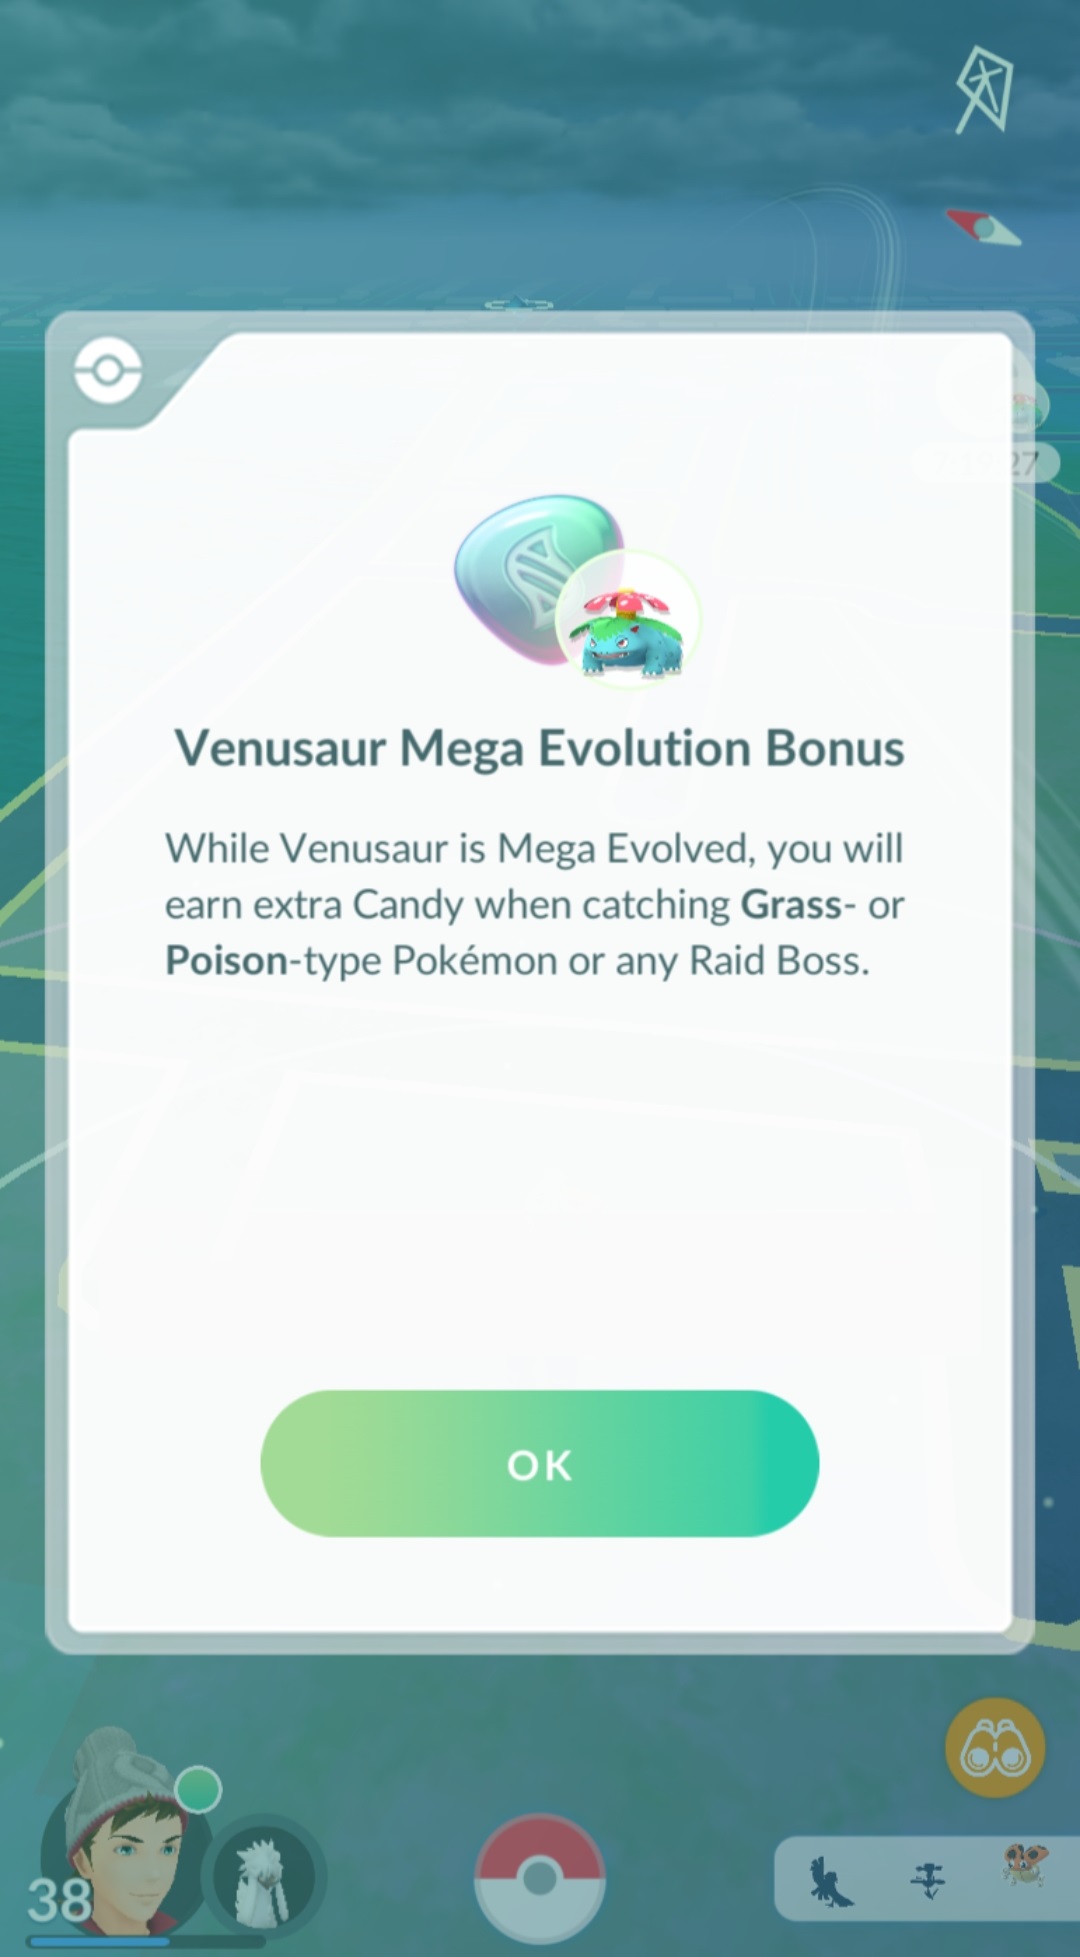 Venusaur Mega Evolution Bonus
While Venusaur is Mega Evolved, you will
earn extra Candy when catching Grass- or
Poison-type Pokémon or any Raid Boss.
OK
38